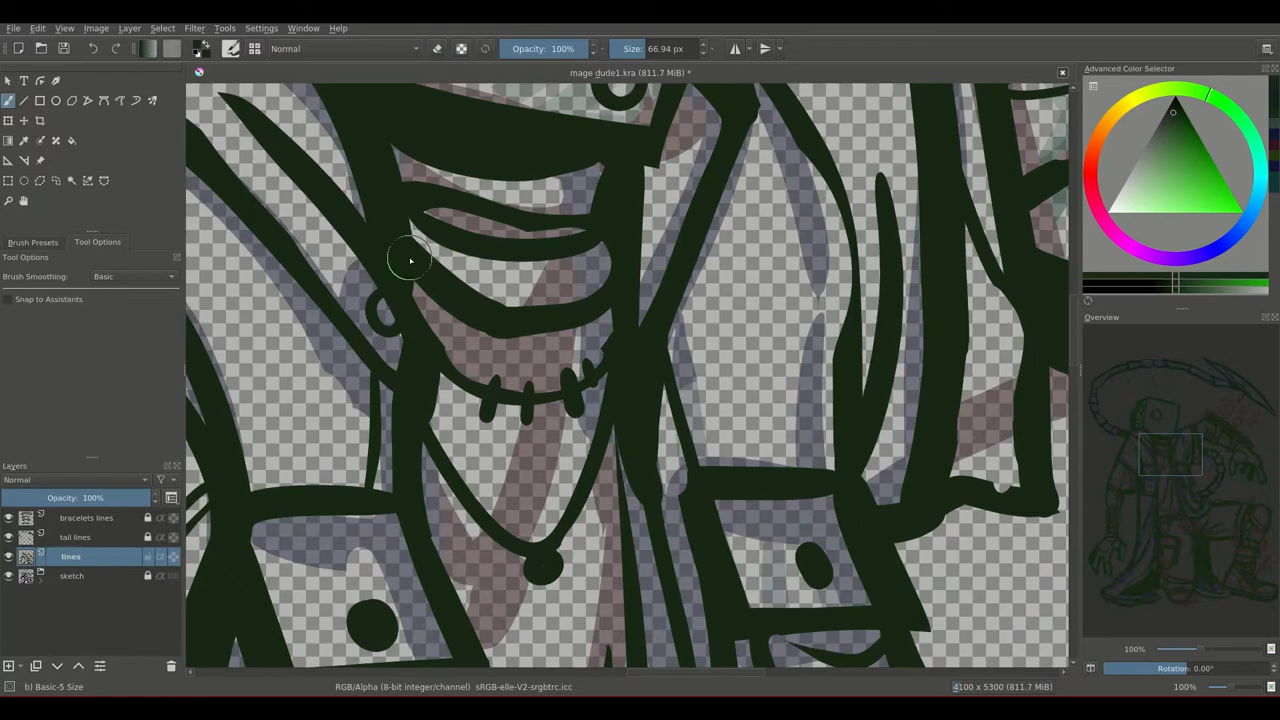 File Edit View Image Layer Select Filter Tools Settings Window Help
Normal Opacity: 100% Size: 66.94 px
mage dude1.kra (811.7 MiB) *
Advanced Color Selector
Brush Presets Tool Options
Tool Options
Brush Smoothing: Basic
Snap to Assistants
Overview
Layers
Normal
Opacity: 100%
bracelets lines
tail lines
lines
sketch
100%
Rotation: 0.00°
b) Basic-5 Size RGB/Alpha (8-bit integer/channel) sRGB-elle-V2-srgbtrc.icc 4100 x 5300 (811.7 MiB) 100%